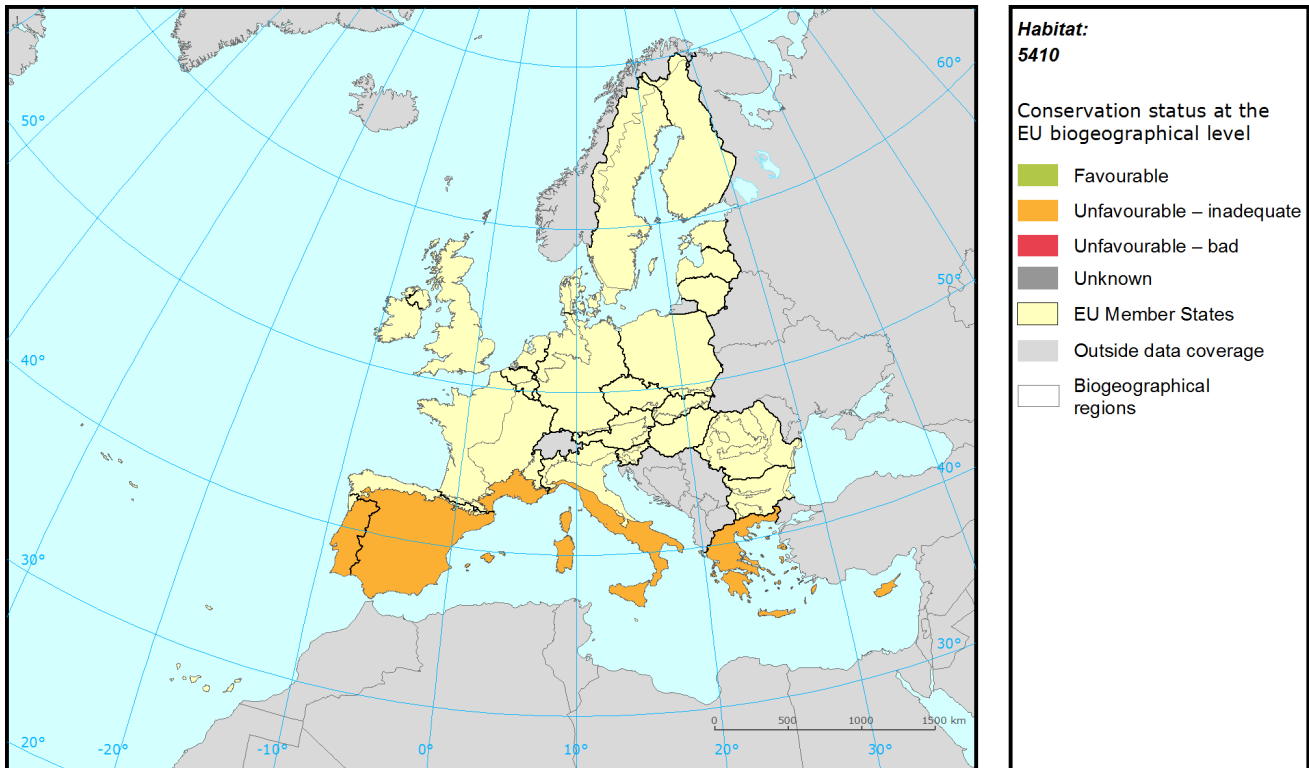 Habitat:
5410
Conservation status at the
EU biogeographical level
Favourable
Unfavourable – inadequate
Unfavourable – bad
Unknown
EU Member States
Outside data coverage
Biogeographical
regions
60°
50°
50°
40°
40°
30°
30°
0 500 1000 1500 km
20° -20° -10° 0° 10° 20° 30°